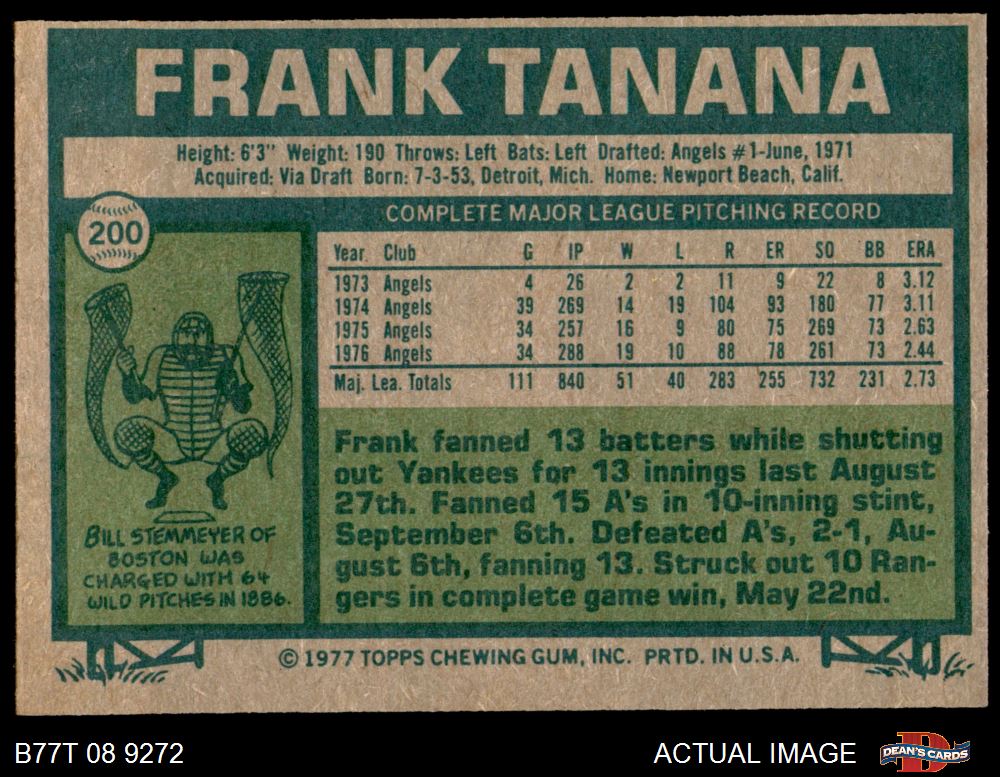 FRANK TANANA
Height: 6'3" Weight: 190 Throws: Left Bats: Left Drafted: Angels #1-June, 1971
Acquired: Via Draft Born: 7-3-53, Detroit, Mich. Home: Newport Beach, Calif.
200
COMPLETE MAJOR LEAGUE PITCHING RECORD
Year Club G IP W L R ER SO BB ERA
1973 Angels 4 26 2 2 11 9 22 8 3.12
1974 Angels 39 269 14 19 104 93 180 77 3.11
1975 Angels 34 257 16 9 80 75 269 73 2.63
1976 Angels 34 288 19 10 88 78 261 73 2.44
Maj. Lea. Totals 111 840 51 40 283 255 732 231 2.73
BILL STEMMEYER OF
BOSTON WAS
CHARGED WITH 64
WILD PITCHES IN 1886.
Frank fanned 13 batters while shutting
out Yankees for 13 innings last August
27th. Fanned 15 A's in 10-inning stint,
September 6th. Defeated A's, 2-1, Au-
gust 6th, fanning 13. Struck out 10 Ran-
gers in complete game win, May 22nd.
© 1977 TOPPS CHEWING GUM, INC. PRTD. IN U.S.A.
B77T 08 9272
ACTUAL IMAGE
D
DEAN'S CARDS